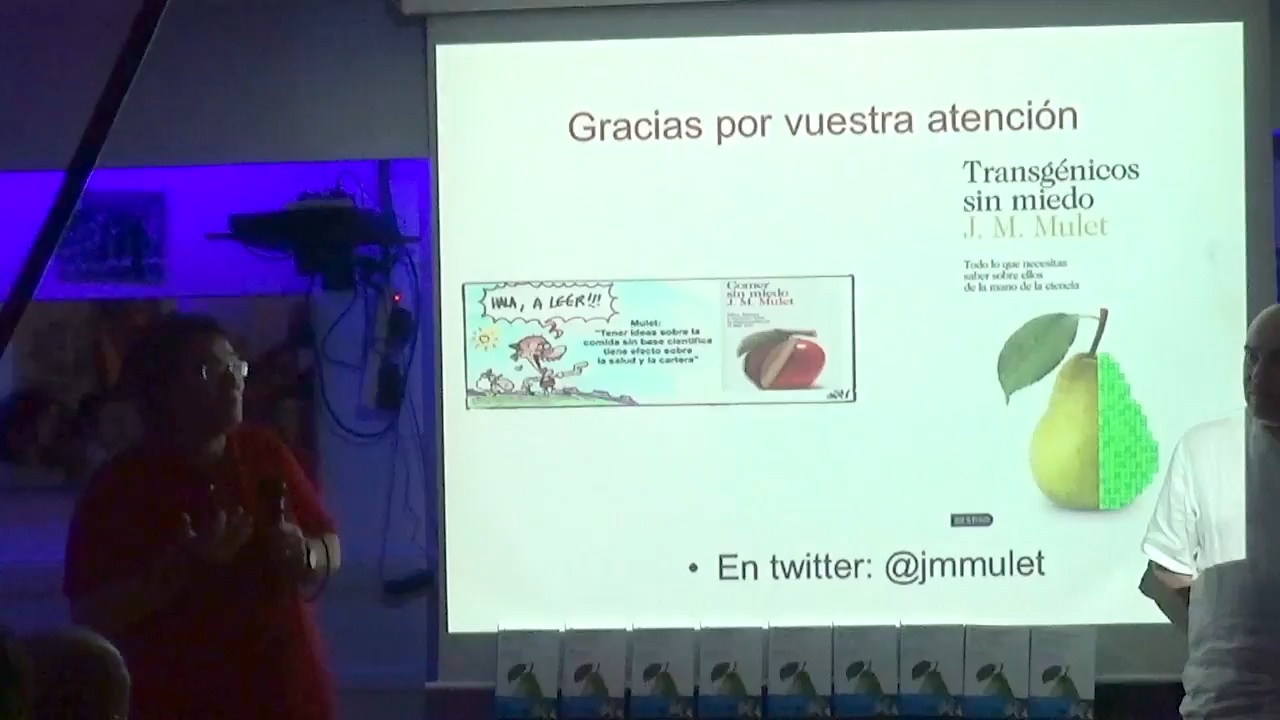 Gracias por vuestra atención
Transgénicos
sin miedo
J. M. Mulet
Todo lo que necesitas
saber sobre ellos
de la mano de la ciencia
HALA, A LEER!!!
Mulet:
"Tener ideas sobre la
comida sin base científica
tiene efecto sobre
la salud y la cartera"
Comer
sin miedo
J. M. Mulet
DESTINO
• En twitter: @jmmulet